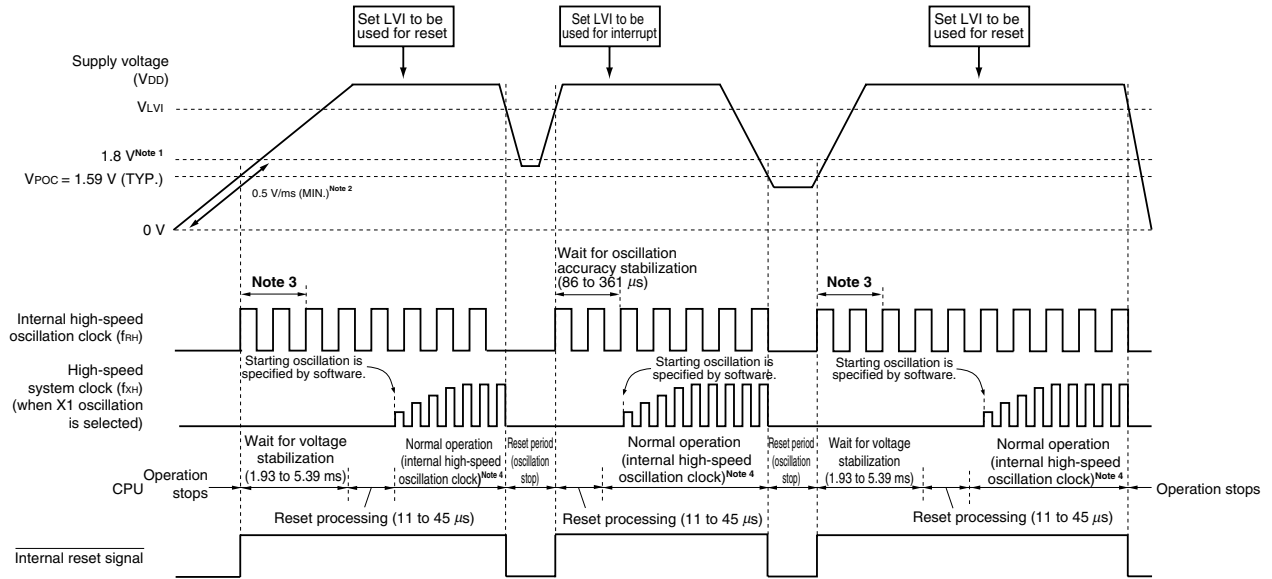 Set LVI to be
used for reset
Set LVI to be
used for interrupt
Set LVI to be
used for reset
Supply voltage
(VDD)
VLVI
1.8 V Note 1
VPOC = 1.59 V (TYP.)
0.5 V/ms (MIN.) Note 2
0 V
Wait for oscillation
accuracy stabilization
(86 to 361 μs)
Note 3
Note 3
Internal high-speed
oscillation clock (fRH)
Starting oscillation is
specified by software.
Starting oscillation is
specified by software.
Starting oscillation is
specified by software.
High-speed
system clock (fXH)
(when X1 oscillation
is selected)
Wait for voltage
stabilization
(1.93 to 5.39 ms)
Normal operation
(internal high-speed
oscillation clock) Note 4
Reset period
(oscillation
stop)
Normal operation
(internal high-speed
oscillation clock) Note 4
Reset period
(oscillation
stop)
Wait for voltage
stabilization
(1.93 to 5.39 ms)
Normal operation
(internal high-speed
oscillation clock) Note 4
CPU
Operation
stops
Operation stops
Reset processing (11 to 45 μs)
Reset processing (11 to 45 μs)
Reset processing (11 to 45 μs)
Internal reset signal